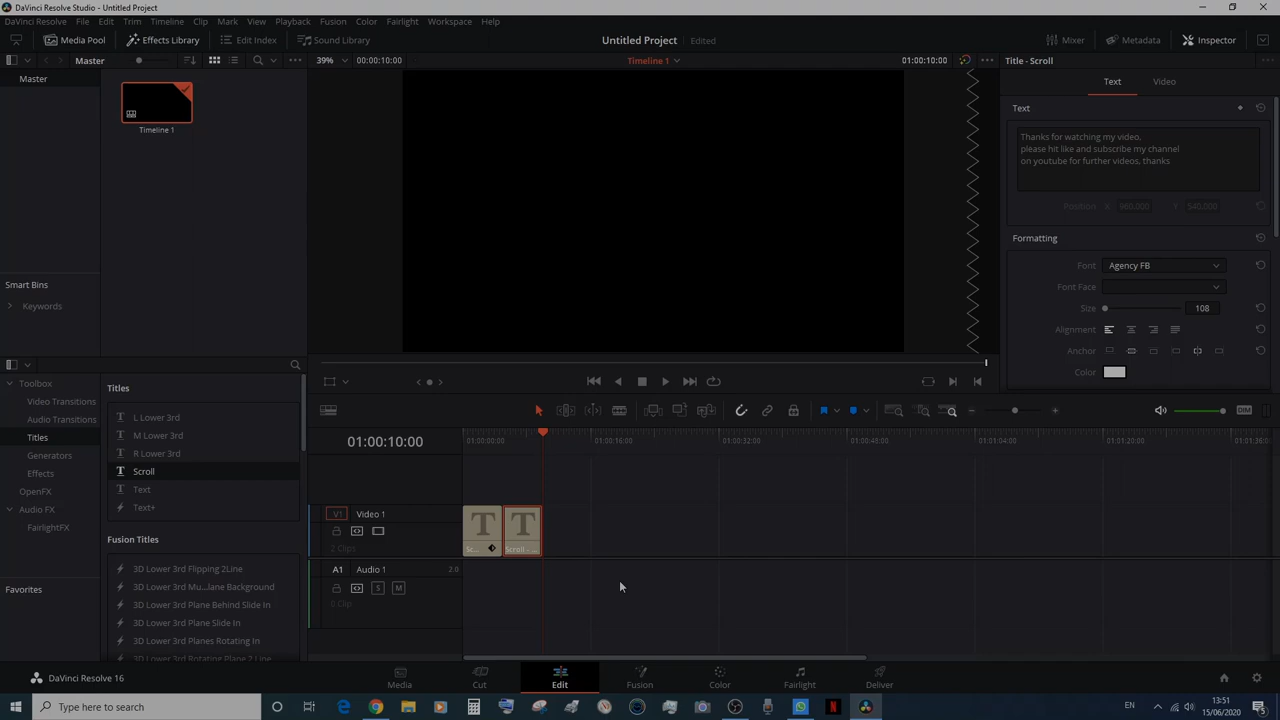 DaVinci Resolve Studio - Untitled Project
DaVinci Resolve File Edit Trim Timeline Clip Mark View Playback Fusion Color Fairlight Workspace Help
Media Pool Effects Library Edit Index Sound Library Untitled Project Edited Mixer Metadata Inspector
Master 39% 00:00:10:00 Timeline 1 01:00:10:00 Title - Scroll
Master
Timeline 1
Text Video
Text
Thanks for watching my video,
please hit like and subscribe my channel
on youtube for further videos, thanks
Position X 960.000 Y 540.000
Formatting
Font Agency FB
Font Face
Size 108
Alignment
Anchor
Color
Smart Bins
Keywords
Toolbox
Video Transitions
Audio Transitions
Titles
Generators
Effects
OpenFX
Audio FX
FairlightFX
Favorites
Titles
L Lower 3rd
M Lower 3rd
R Lower 3rd
Scroll
Text
Text+
Fusion Titles
3D Lower 3rd Flipping 2Line
3D Lower 3rd Mu...lane Background
3D Lower 3rd Plane Behind Slide In
3D Lower 3rd Plane Slide In
3D Lower 3rd Planes Rotating In
3D Lower 3rd Rotating Plane 2 Line
DIM
01:00:10:00 01:00:00:00 01:00:16:00 01:00:32:00 01:00:48:00 01:01:04:00 01:01:20:00 01:01:36:0
V1 Video 1
2 Clips
T Sc...
T Scroll - ...
A1 Audio 1 2.0
S M
0 Clip
DaVinci Resolve 16
Media Cut Edit Fusion Color Fairlight Deliver
Type here to search
EN
13:51
15/06/2020
5